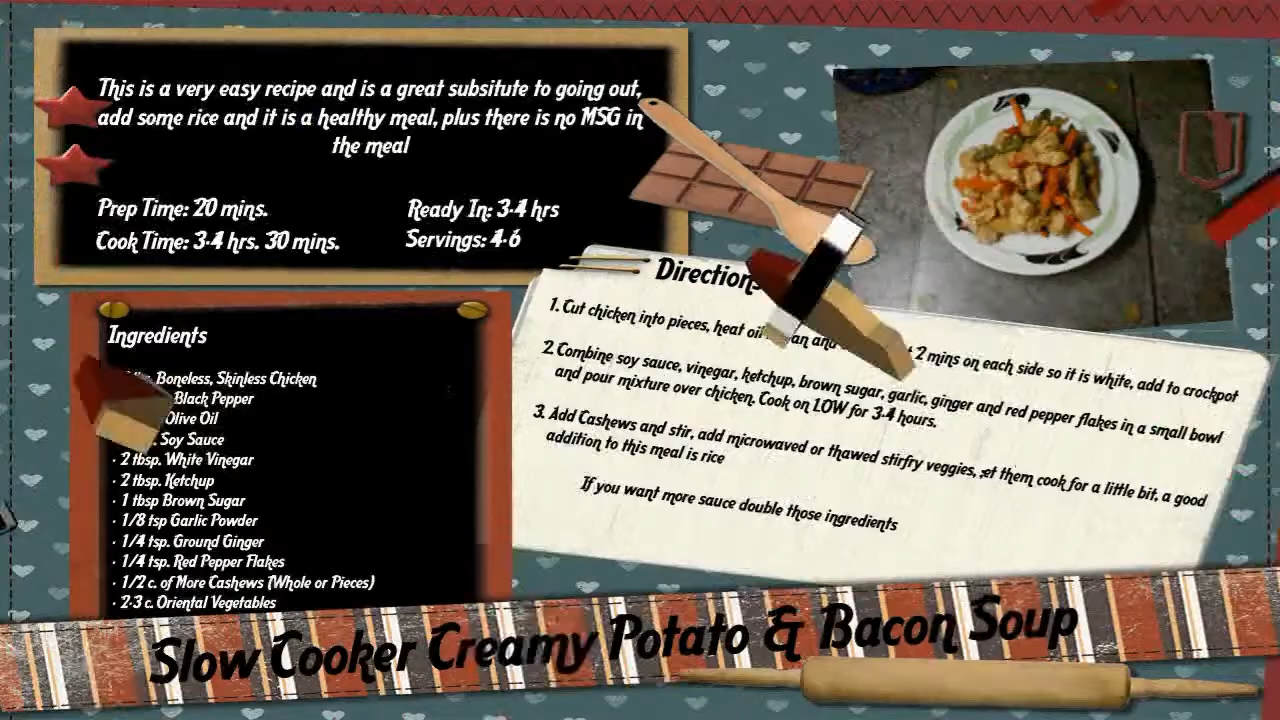 This is a very easy recipe and is a great subsitute to going out,
add some rice and it is a healthy meal, plus there is no MSG in
the meal
Prep Time: 20 mins.
Ready In: 3-4 hrs
Cook Time: 3-4 hrs. 30 mins.
Servings: 4-6
Ingredients
Boneless, Skinless Chicken
Black Pepper
Olive Oil
Soy Sauce
· 2 tbsp. White Vinegar
· 2 tbsp. Ketchup
· 1 tbsp Brown Sugar
· 1/8 tsp Garlic Powder
· 1/4 tsp. Ground Ginger
· 1/4 tsp. Red Pepper Flakes
· 1/2 c. of More Cashews (Whole or Pieces)
· 2-3 c. Oriental Vegetables
Directions
1. Cut chicken into pieces, heat oil and 2 mins on each side so it is white, add to crockpot
2. Combine soy sauce, vinegar, ketchup, brown sugar, garlic, ginger and red pepper flakes in a small bowl
and pour mixture over chicken. Cook on LOW for 3-4 hours.
3. Add Cashews and stir, add microwaved or thawed stirfry veggies, let them cook for a little bit, a good
addition to this meal is rice
If you want more sauce double those ingredients
Slow Cooker Creamy Potato & Bacon Soup